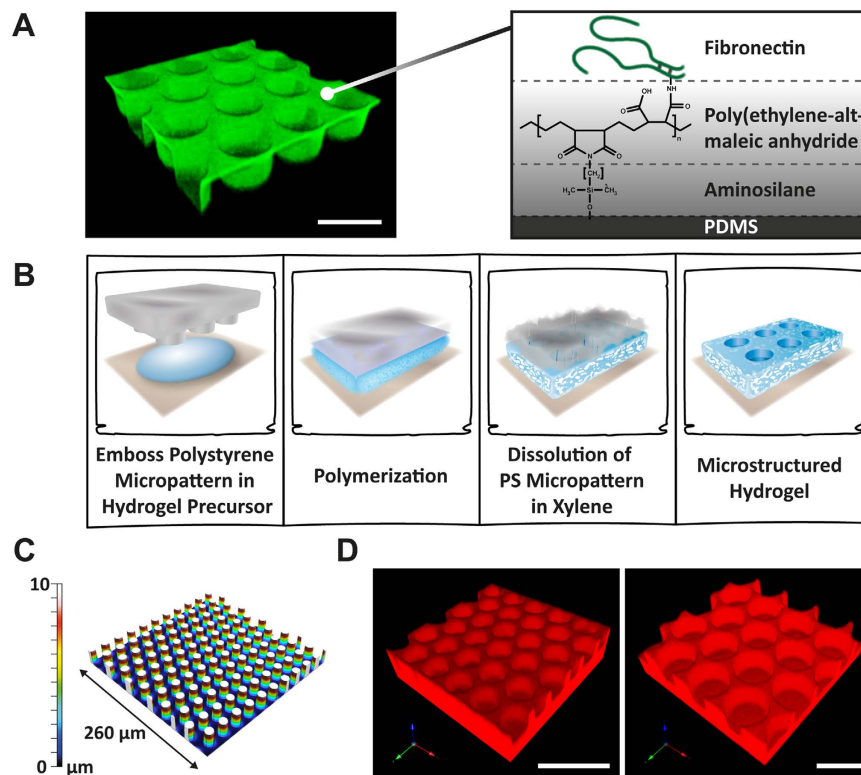 A
Fibronectin
NH
OH
O
O
Poly(ethylene-alt-
maleic anhydride
n
O
N
O
[CH₂]
Aminosilane
H₃C
Si
CH₃
O
PDMS
B
Emboss Polystyrene
Micropattern in
Hydrogel Precursor
Polymerization
Dissolution of
PS Micropattern
in Xylene
Microstructured
Hydrogel
C
10
260 µm
0
µm
D